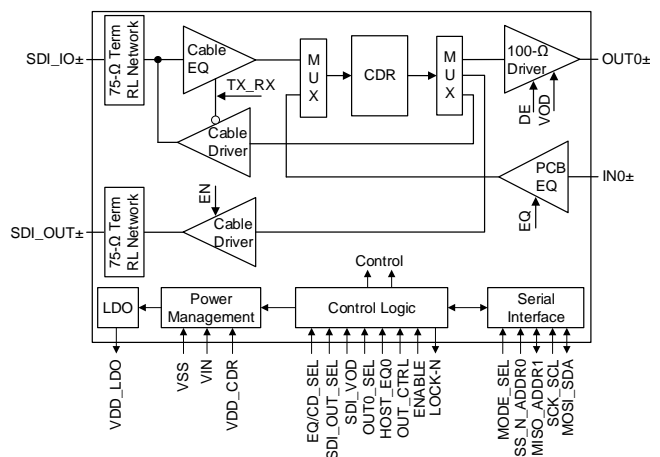 SDI_IO±
75-Ω Term
RL Network
Cable
EQ
TX_RX
MUX
CDR
MUX
100-Ω
Driver
OUT0±
DE
VOD
Cable
Driver
PCB
EQ
IN0±
EQ
SDI_OUT±
75-Ω Term
RL Network
EN
Cable
Driver
Control
LDO
Power
Management
Control Logic
Serial
Interface
VDD_LDO
VSS
VIN
VDD_CDR
EQ/CD_SEL
SDI_OUT_SEL
SDI_VOD
OUT0_SEL
HOST_EQ0
OUT_CTRL
ENABLE
LOCK-N
MODE_SEL
SS_N_ADDR0
MISO_ADDR1
SCK_SCL
MOSI_SDA